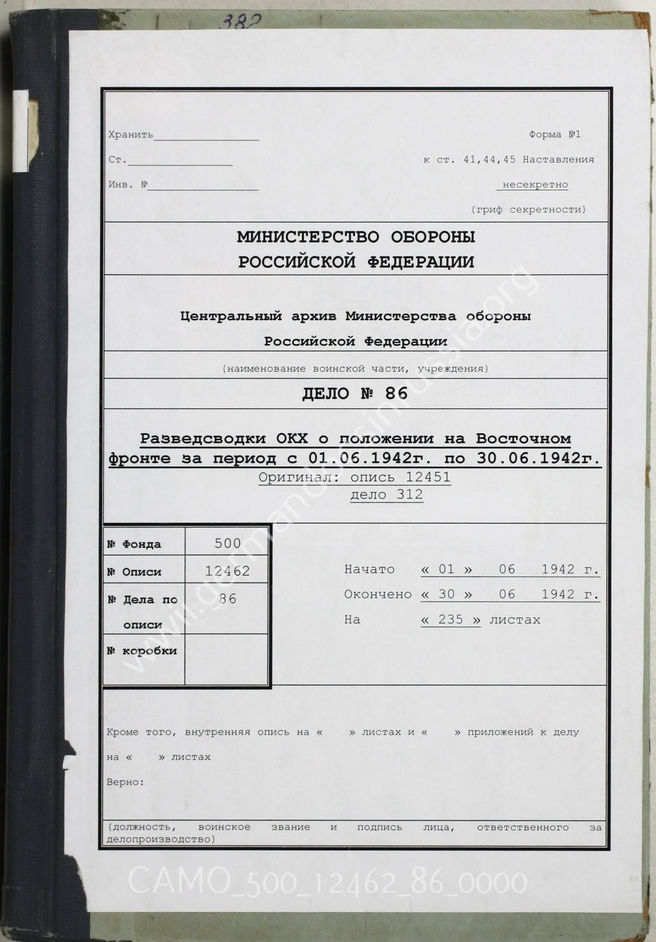 382
Хранить________________
Форма №1
Ст.________________
к ст. 41,44,45 Наставления
Инв. №________________
несекретно
(гриф секретности)
МИНИСТЕРСТВО ОБОРОНЫ
РОССИЙСКОЙ ФЕДЕРАЦИИ
Центральный архив Министерства обороны
Российской Федерации
(наименование воинской части, учреждения)
ДЕЛО № 86
Разведсводки ОКХ о положении на Восточном
фронте за период с 01.06.1942г. по 30.06.1942г.
Оригинал: опись 12451
дело 312
№ Фонда 500
№ Описи 12462
№ Дела по описи 86
№ коробки
Начато « 01 » 06 1942 г.
Окончено « 30 » 06 1942 г.
На « 235 » листах
Кроме того, внутренняя опись на « » листах и « » приложений к делу
на « » листах
Верно:
(должность, воинское звание и подпись лица, ответственного за
делопроизводство)
www.germandocsinrussia.org
CAMO_500_12462_86_0000